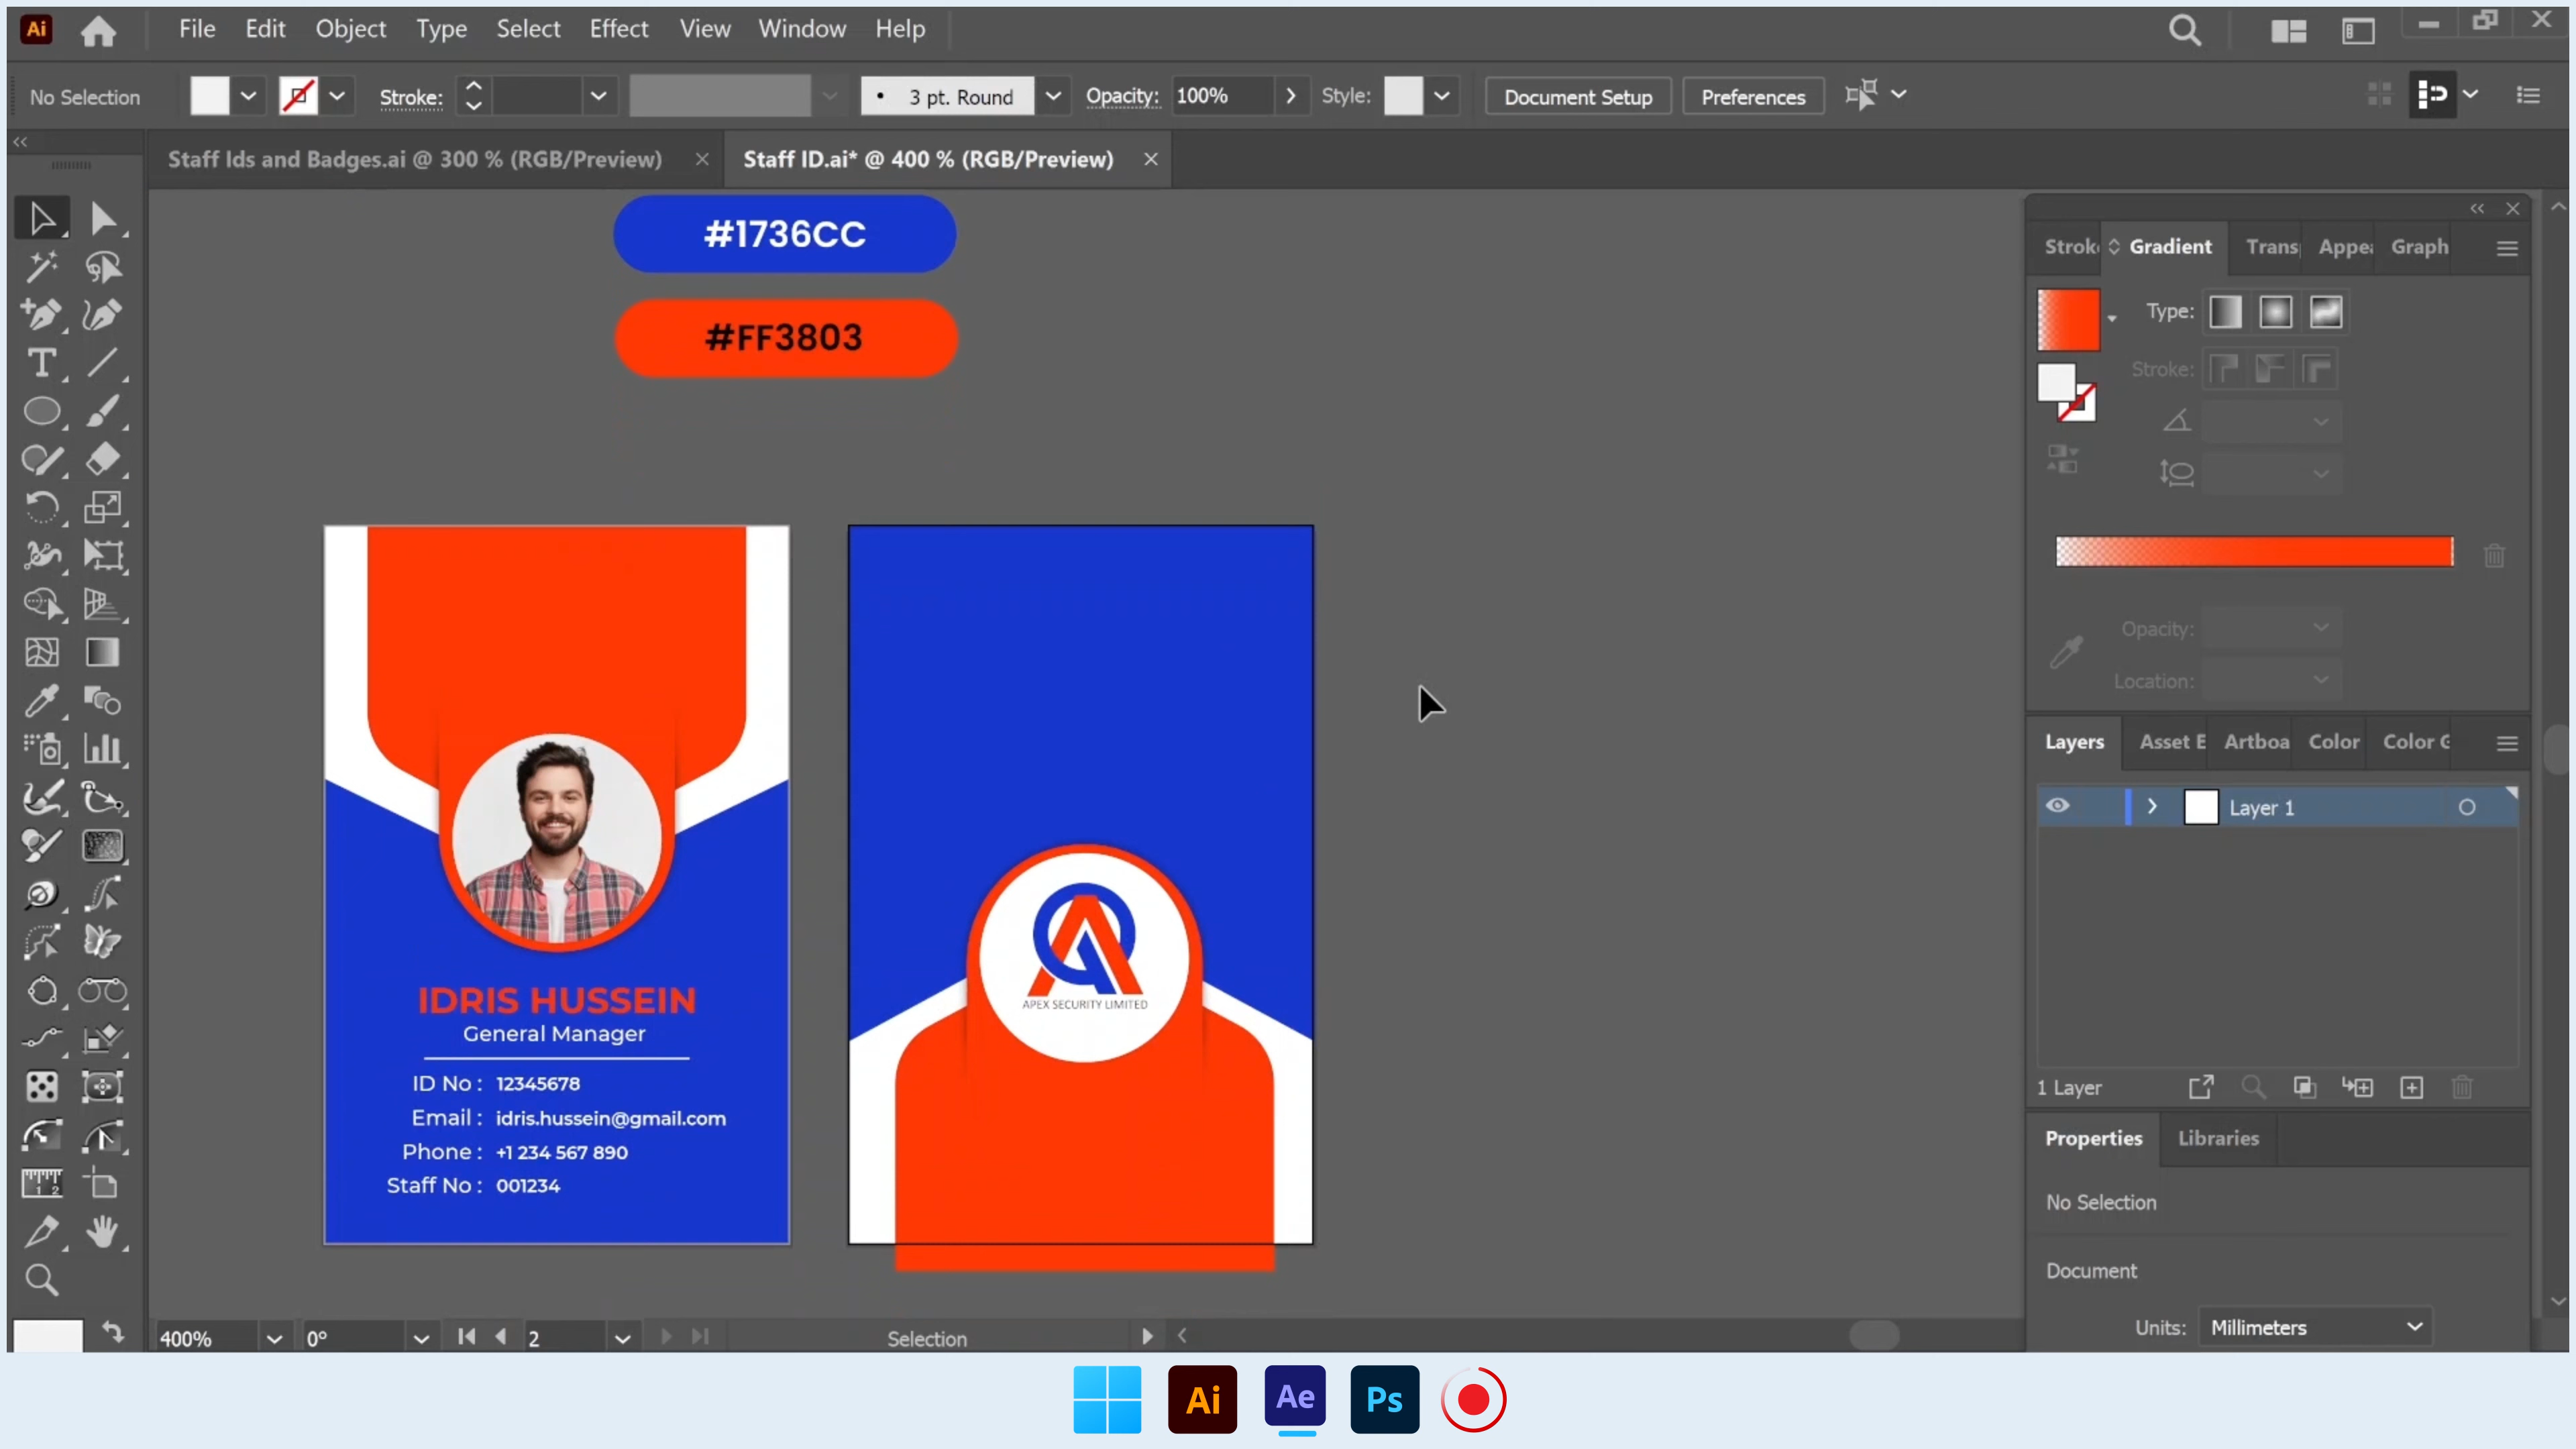 Ai File Edit Object Type Select Effect View Window Help
No Selection Stroke: 3 pt. Round Opacity: 100% Style: Document Setup Preferences
Staff Ids and Badges.ai @ 300 % (RGB/Preview) Staff ID.ai* @ 400 % (RGB/Preview)
#1736CC
#FF3803
Strok Gradient Trans Appea Graph
Type:
Stroke:
Opacity:
Location:
Layers Asset E Artboa Color Color G
Layer 1
1 Layer
Properties Libraries
No Selection
Document
Units: Millimeters
IDRIS HUSSEIN
General Manager
ID No : 12345678
Email : idris.hussein@gmail.com
Phone : +1 234 567 890
Staff No : 001234
APEX SECURITY LIMITED
400% 0° 2 Selection
Ai Ae Ps